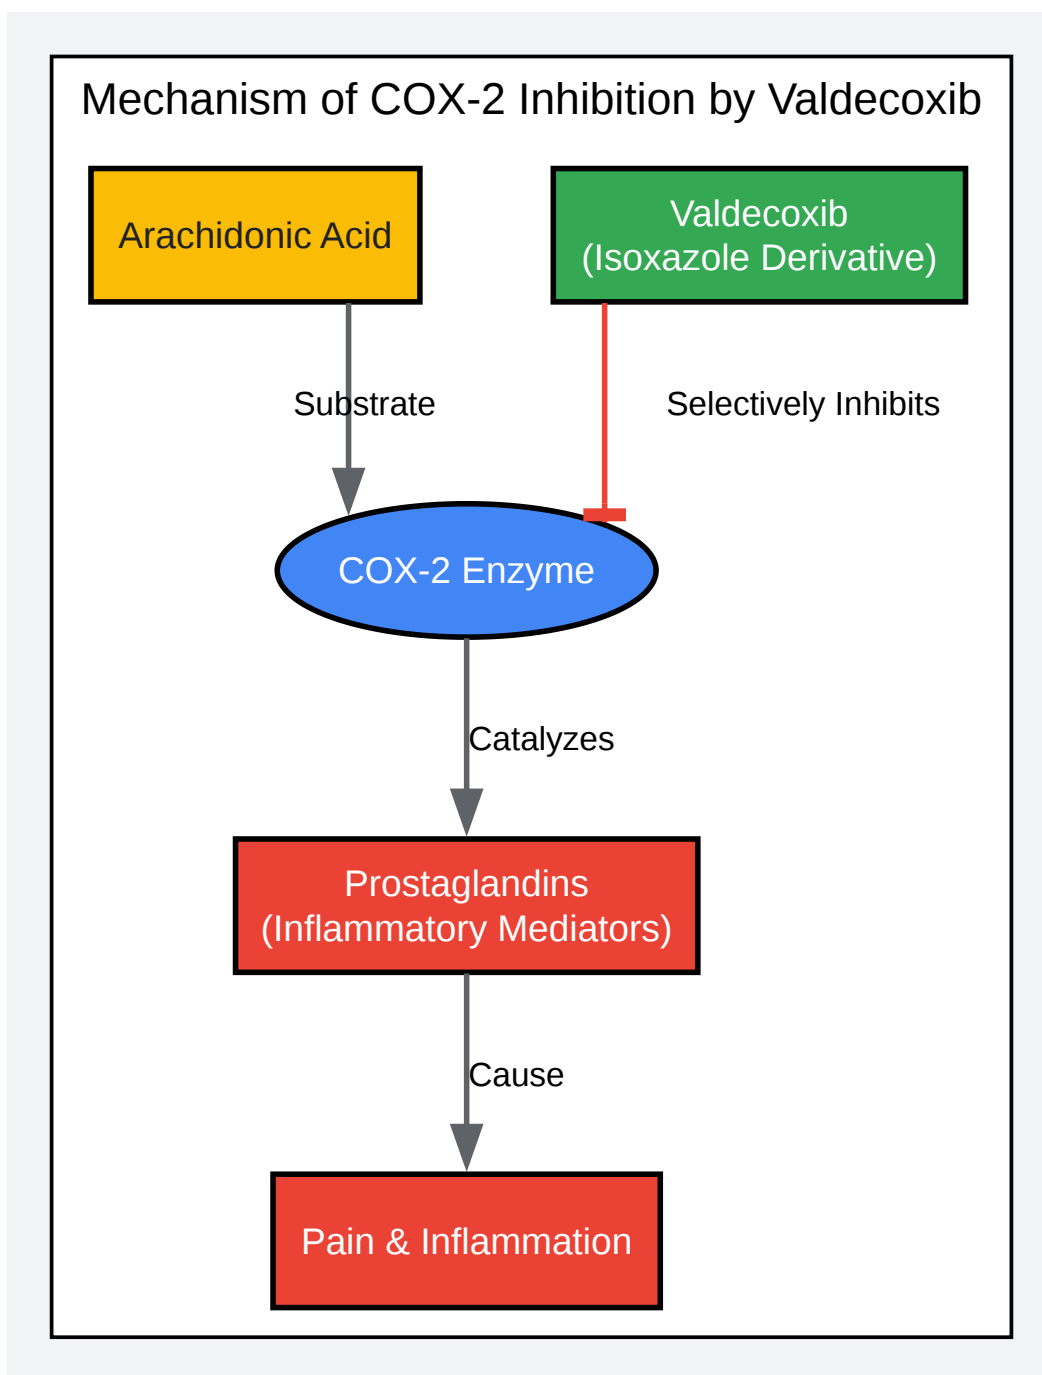 Mechanism of COX-2 Inhibition by Valdecoxib
Arachidonic Acid
Valdecoxib
(Isoxazole Derivative)
Substrate
Selectively Inhibits
COX-2 Enzyme
Catalyzes
Prostaglandins
(Inflammatory Mediators)
Cause
Pain & Inflammation